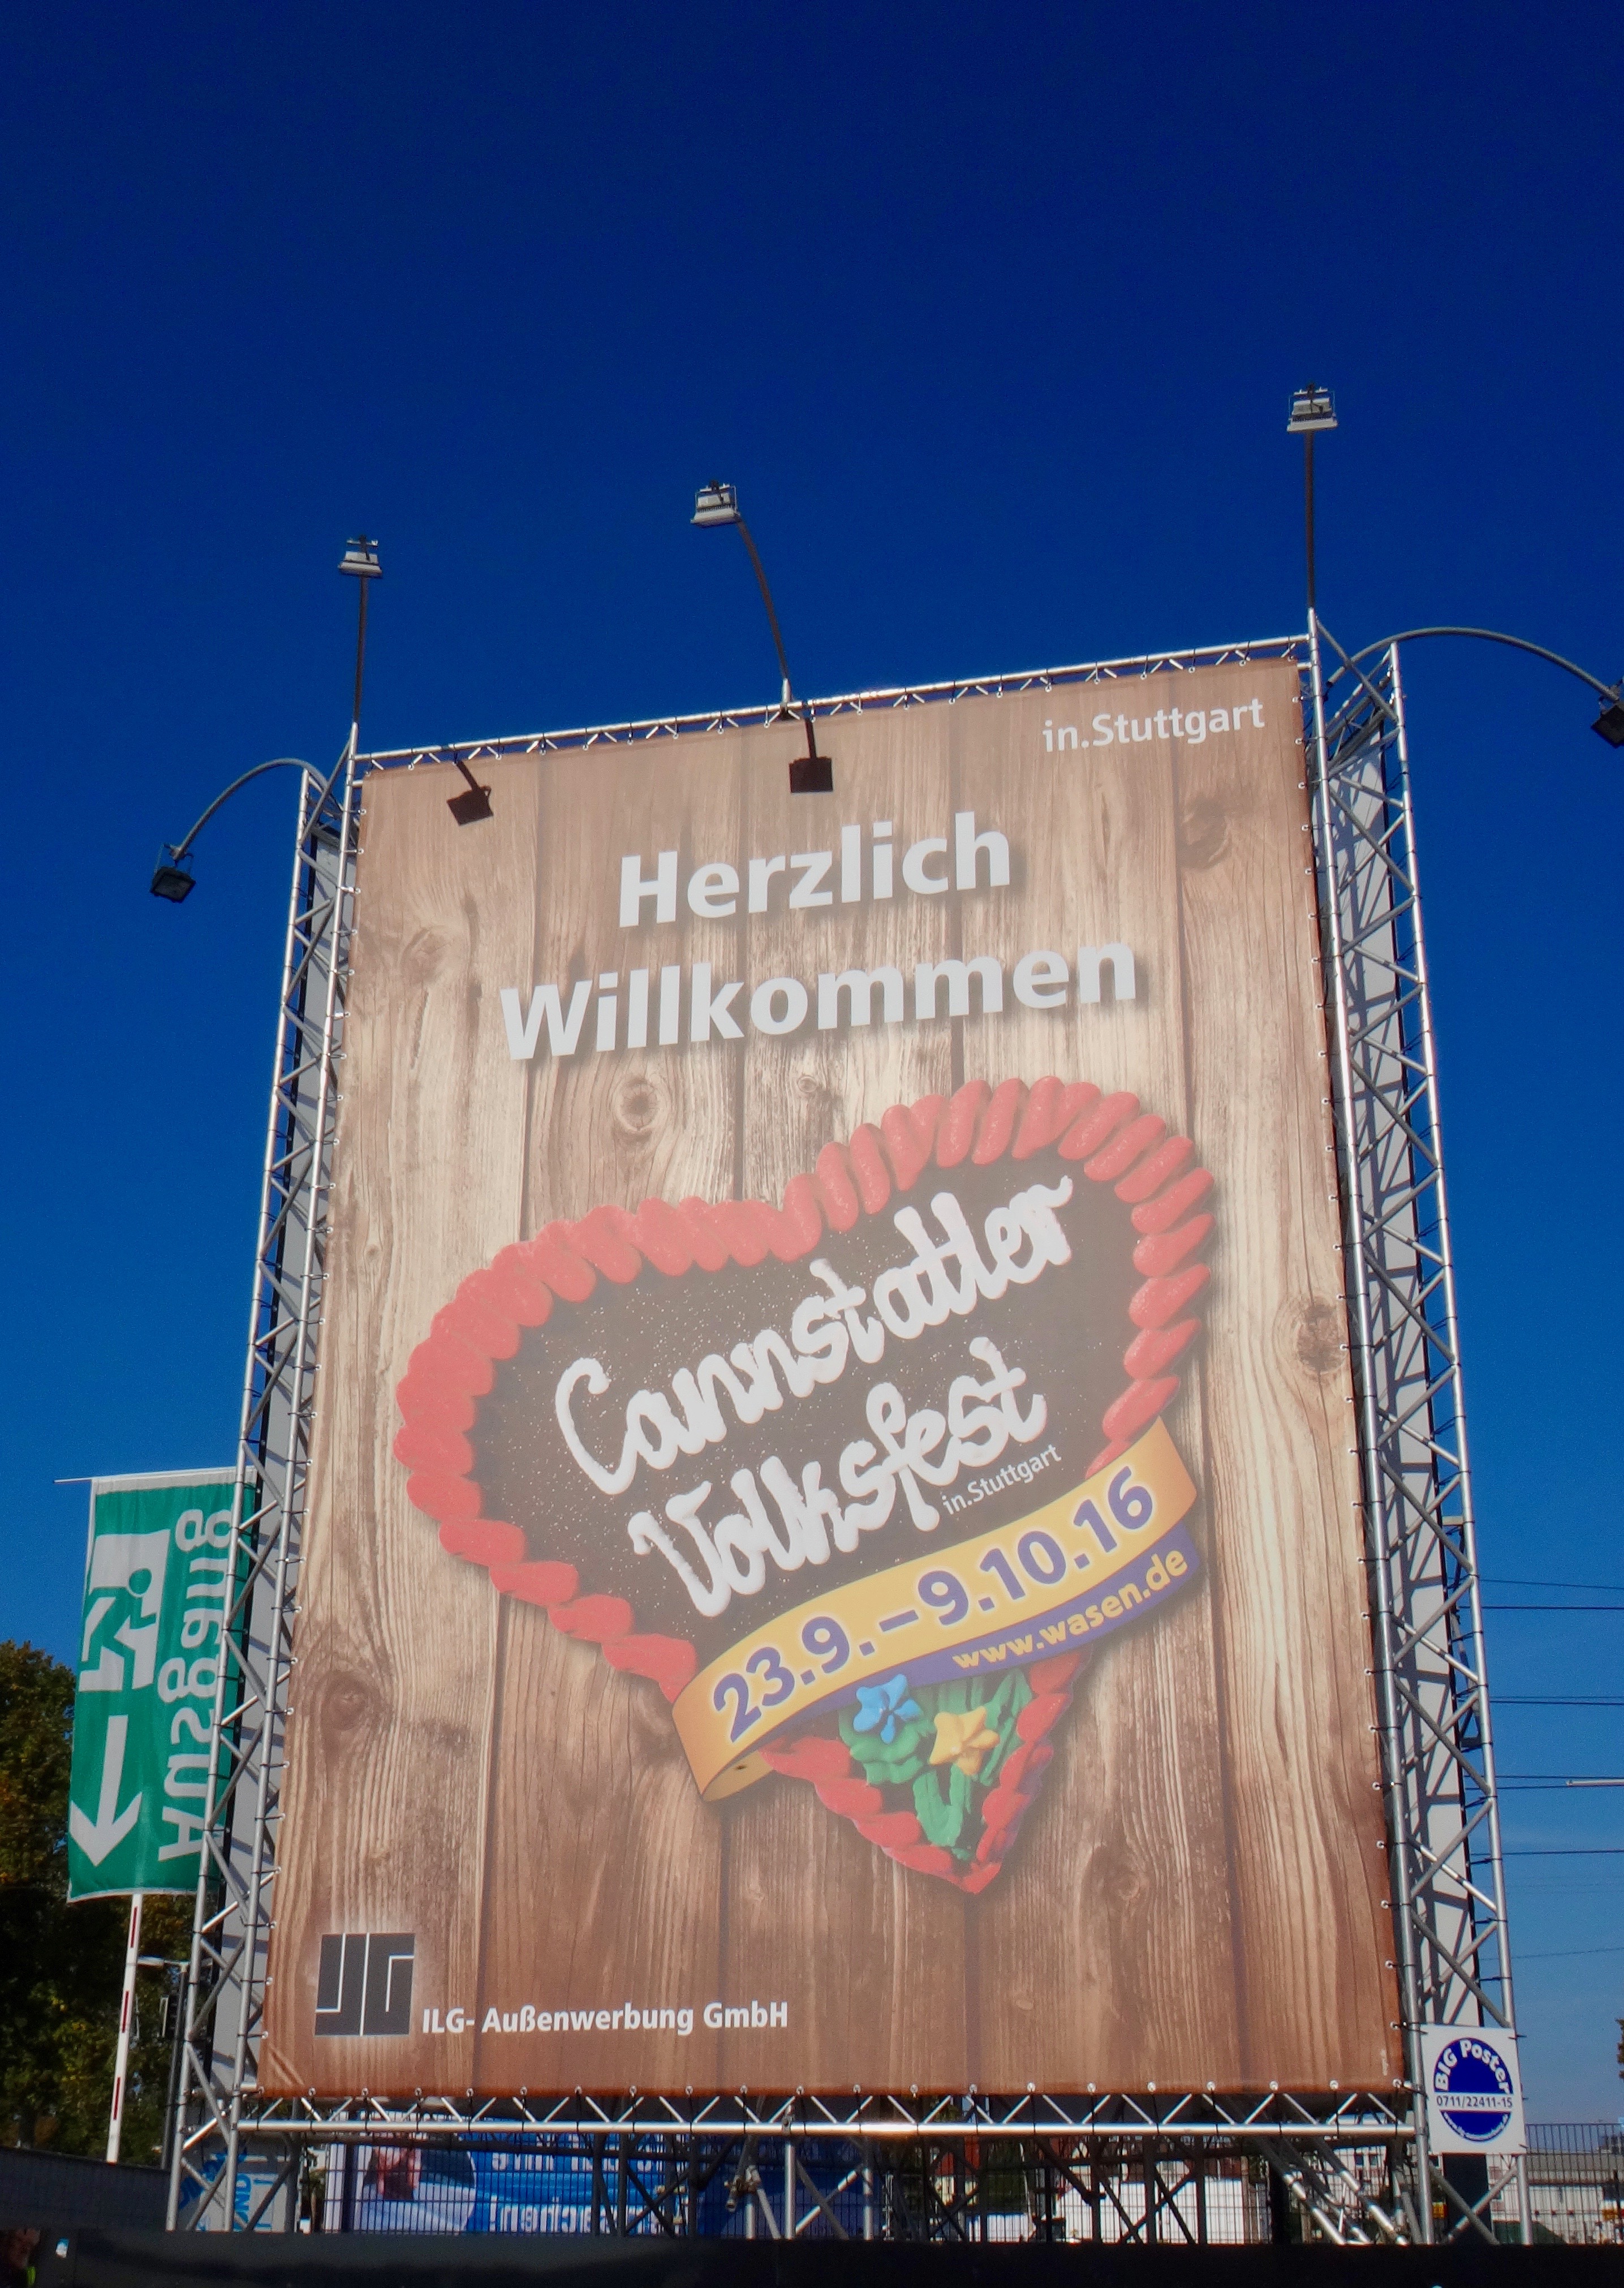 in.Stuttgart
Herzlich
Willkommen
Cannstatter
Volksfest
in.Stuttgart
23.9.–9.10.16
www.wasen.de
Ausgang
ILG
ILG- Außenwerbung GmbH
BIG Poster
0711/22411-15